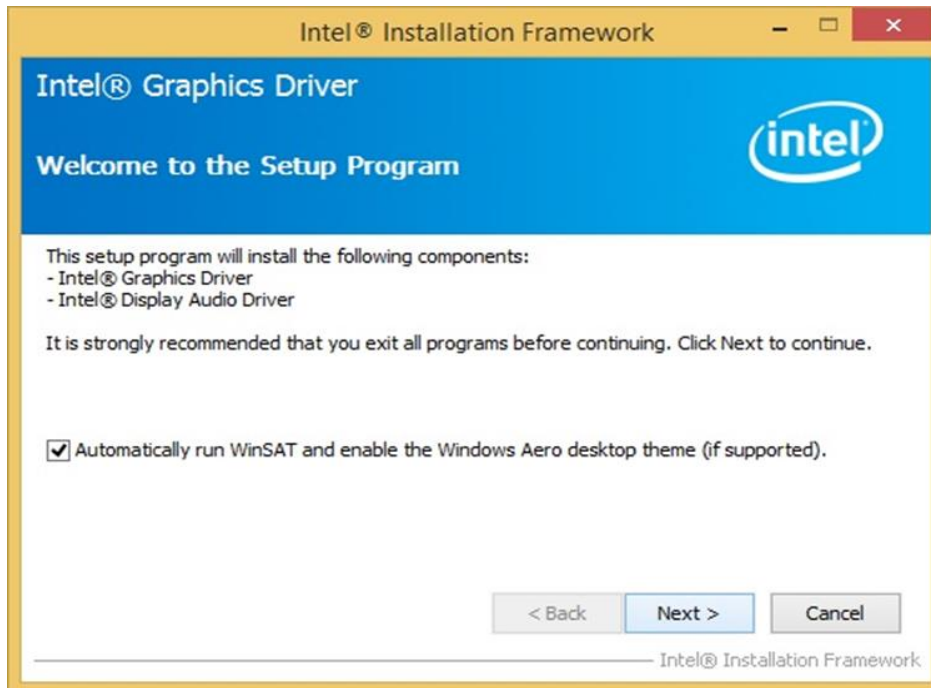 Intel® Installation Framework
Intel® Graphics Driver
intel
Welcome to the Setup Program
This setup program will install the following components:
- Intel® Graphics Driver
- Intel® Display Audio Driver
It is strongly recommended that you exit all programs before continuing. Click Next to continue.
Automatically run WinSAT and enable the Windows Aero desktop theme (if supported).
< Back Next > Cancel
Intel® Installation Framework